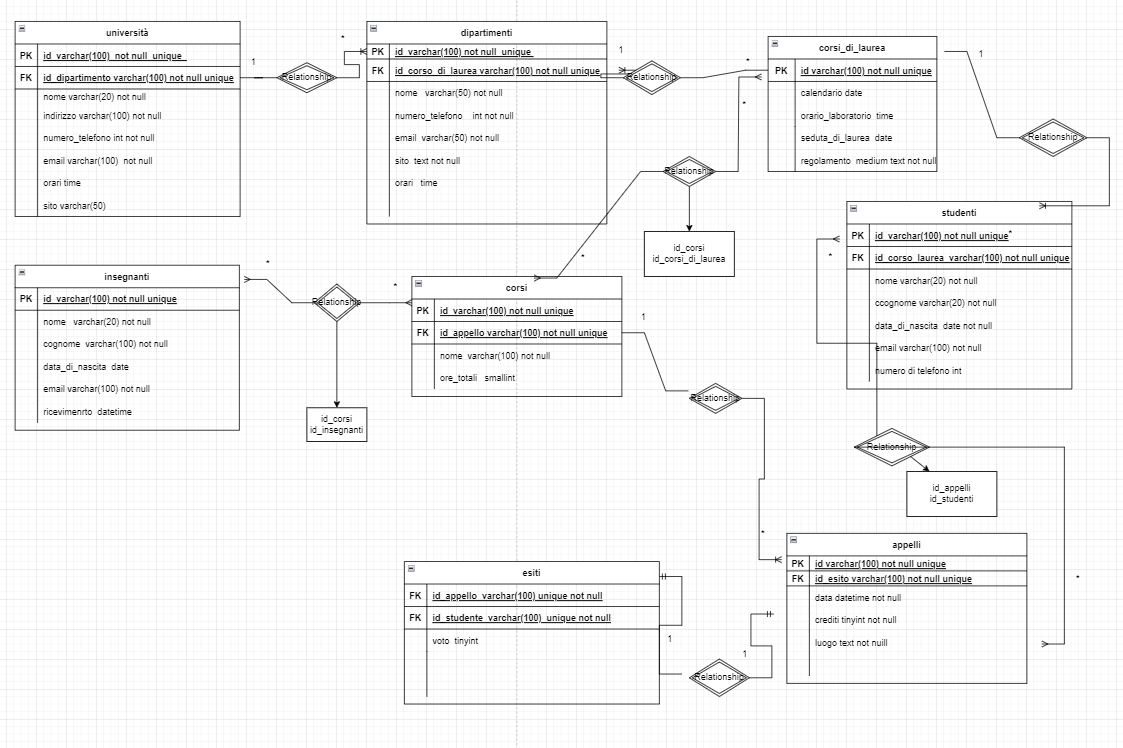 università
PK id_varchar(100)_not null_unique_
FK id_dipartimento varchar(100) not null unique
nome varchar(20) not null
indirizzo varchar(100) not null
numero_telefono int not null
email varchar(100) not null
orari time
sito varchar(50)
1
Relationship
*
dipartimenti
PK id_varchar(100) not null_unique_
FK id_corso_di_laurea varchar(100) not null unique
nome varchar(50) not null
numero_telefono int not null
email varchar(50) not null
sito text not null
orari time
1
Relationship
*
corsi_di_laurea
PK id varchar(100) not null unique
calendario date
orario_laboratorio time
seduta_di_laurea date
regolamento medium text not null
1
Relationship
*
Relationship
*
id_corsi
id_corsi_di_laurea
studenti
PK id_varchar(100) not null unique*
FK id_corso_laurea_varchar(100) not null unique
nome varchar(20) not null
ccognome varchar(20) not null
data_di_nascita date not null
email varchar(100) not null
numero di telefono int
*
insegnanti
PK id_varchar(100) not null unique
nome varchar(20) not null
cognome varchar(100) not null
data_di_nascita date
email varchar(100) not null
ricevimenrto datetime
*
Relationship
*
id_corsi
id_insegnanti
corsi
PK id_varchar(100) not null unique
FK id_appello varchar(100) not null unique
nome varchar(100) not null
ore_totali smallint
1
Relationship
*
Relationship
id_appelli
id_studenti
*
appelli
PK id varchar(100) not null unique
FK id_esito varchar(100) not null unique
data datetime not null
crediti tinyint not null
luogo text not nuill
esiti
FK id_appello_varchar(100) unique not null
FK id_studente_varchar(100)_unique not null
voto tinyint
1
Relationship
1